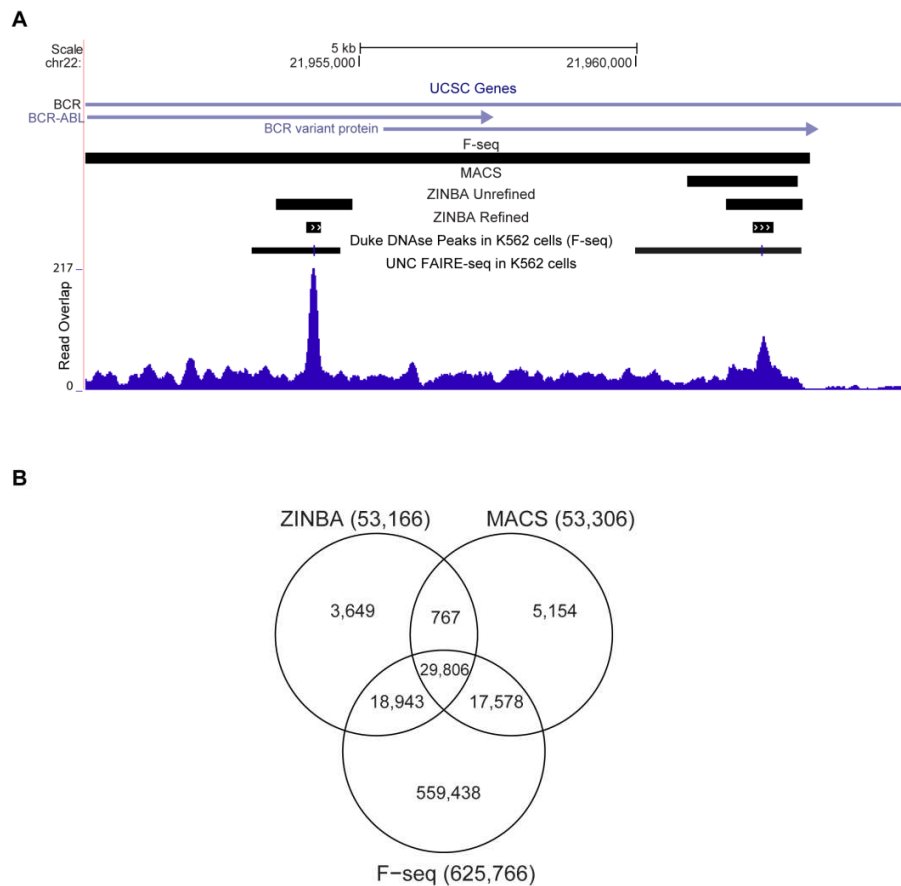 A
Scale
5 kb
chr22:
21,955,000
21,960,000
UCSC Genes
BCR
BCR-ABL
BCR variant protein
F-seq
MACS
ZINBA Unrefined
ZINBA Refined
Duke DNAse Peaks in K562 cells (F-seq)
UNC FAIRE-seq in K562 cells
217
Read Overlap
0
B
ZINBA (53,166)
MACS (53,306)
3,649
767
5,154
29,806
18,943
17,578
559,438
F−seq (625,766)